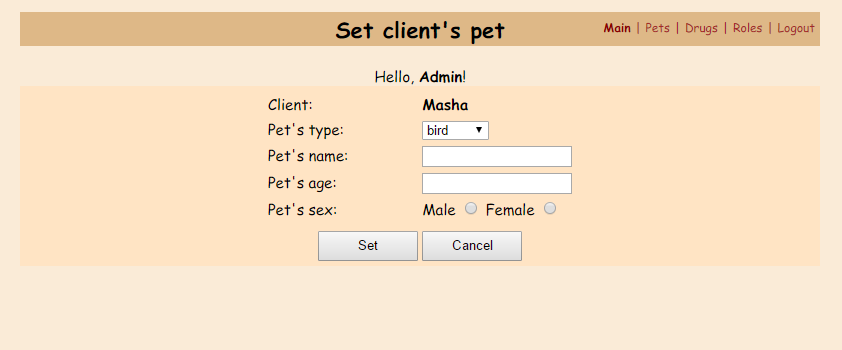 Set client's pet
Main | Pets | Drugs | Roles | Logout
Hello, Admin!
Client: Masha
Pet's type: bird
Pet's name:
Pet's age:
Pet's sex: Male Female
Set Cancel